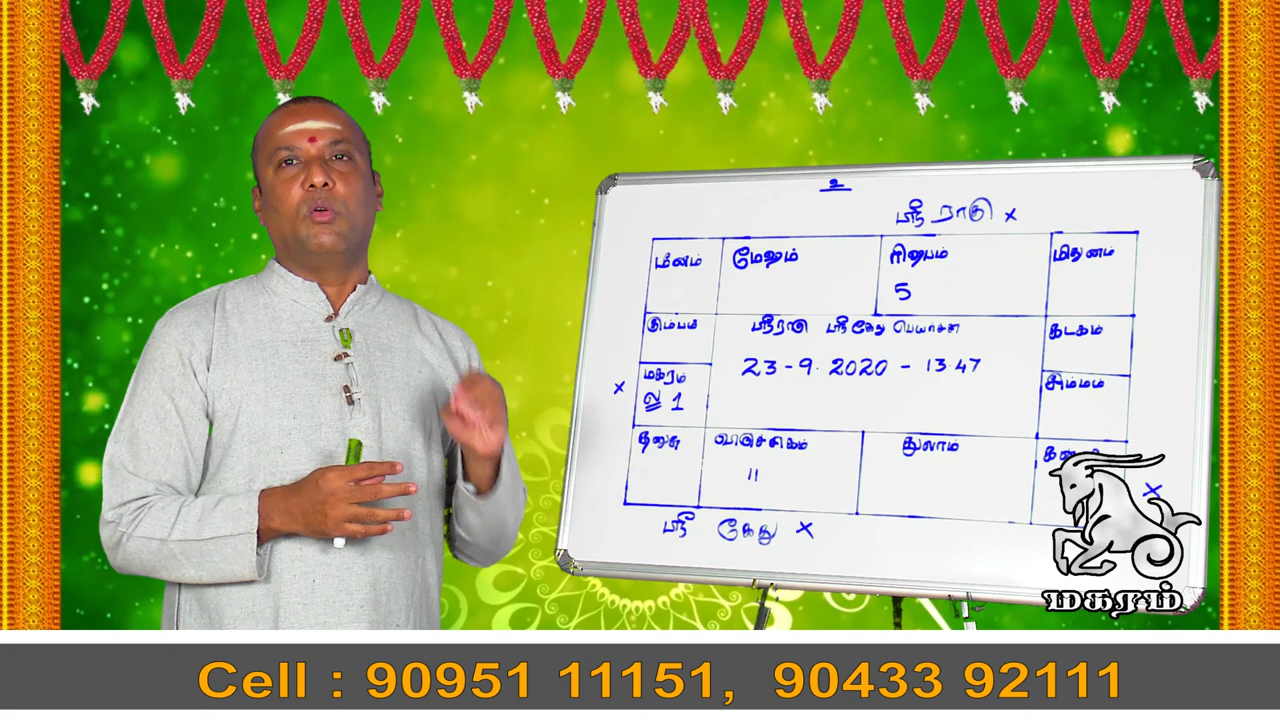 உ
ஸ்ரீ ராகு x
மீனம் மேஷம் ரிஷபம் மிதுனம்
5
கும்பம் ஸ்ரீராகு ஸ்ரீகேது பெயர்ச்சி கடகம்
23-9-2020 - 13.47
x மகரம் சிம்மம்
ல 1
தனுசு விருச்சிகம் துலாம்
11
x
ஸ்ரீ கேது x
மகரம்
Cell : 90951 11151, 90433 92111